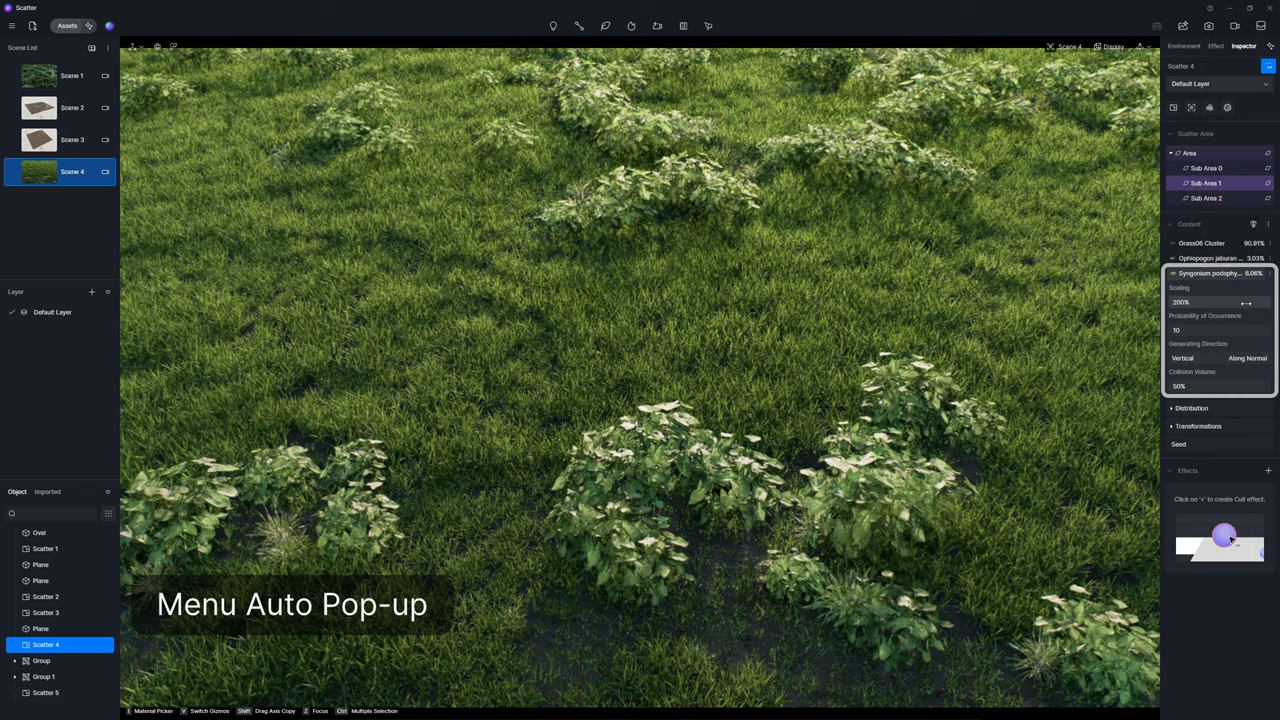 Scatter
Assets
Scene List
Scene 1
Scene 2
Scene 3
Scene 4
Layer
Default Layer
Object
Imported
Oval
Scatter 1
Plane
Plane
Scatter 2
Scatter 3
Plane
Scatter 4
Group
Group 1
Scatter 5
Scene 4
Display
Menu Auto Pop-up
Material Picker
V Switch Gizmos
Shift Drag Axis Copy
Z Focus
Ctrl Multiple Selection
Environment
Effect
Inspector
Scatter 4
Default Layer
Scatter Area
Area
Sub Area 0
Sub Area 1
Sub Area 2
Content
Grass06 Cluster 90.91%
Ophiopogon jaburan ... 3.03%
Syngonium podophy... 6.06%
Scaling
200%
Probability of Occurrence
10
Generating Direction
Vertical Along Normal
Collision Volume
50%
Distribution
Transformations
Seed
Effects
Click on '+' to create Cull effect.